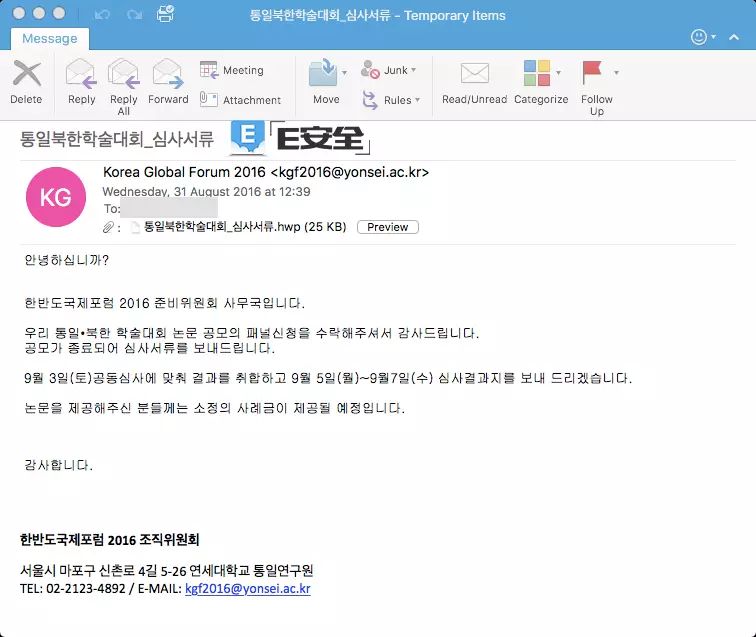 통일북한학술대회_심사서류 – Temporary Items
Message
Delete
Reply
Reply All
Forward
Meeting
Attachment
Move
Junk
Rules
Read/Unread
Categorize
Follow Up
통일북한학술대회_심사서류
E
E安全
KG
Korea Global Forum 2016 <kgf2016@yonsei.ac.kr>
Wednesday, 31 August 2016 at 12:39
To:
: 통일북한학술대회_심사서류.hwp (25 KB) Preview
안녕하십니까?
한반도국제포럼 2016 준비위원회 사무국입니다.
우리 통일•북한 학술대회 논문 공모의 패널신청을 수락해주셔서 감사드립니다.
공모가 종료되어 심사서류를 보내드립니다.
9월 3일(토)공동심사에 맞춰 결과를 취합하고 9월 5일(월)~9월7일(수) 심사결과지를 보내 드리겠습니다.
논문을 제공해주신 분들께는 소정의 사례금이 제공될 예정입니다.
감사합니다.
한반도국제포럼 2016 조직위원회
서울시 마포구 신촌로 4길 5-26 연세대학교 통일연구원
TEL: 02-2123-4892 / E-MAIL: kgf2016@yonsei.ac.kr